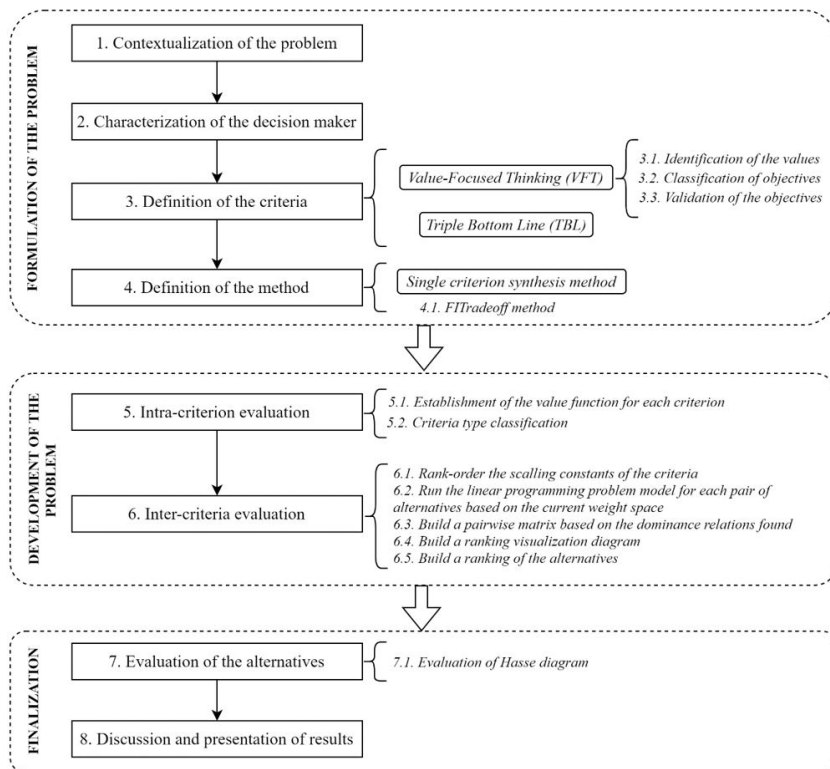 FORMULATION OF THE PROBLEM
1. Contextualization of the problem
2. Characterization of the decision maker
3. Definition of the criteria
Value-Focused Thinking (VFT)
3.1. Identification of the values
3.2. Classification of objectives
3.3. Validation of the objectives
Triple Bottom Line (TBL)
4. Definition of the method
Single criterion synthesis method
4.1. FITradeoff method
DEVELOPMENT OF THE
PROBLEM
5. Intra-criterion evaluation
5.1. Establishment of the value function for each criterion
5.2. Criteria type classification
6. Inter-criteria evaluation
6.1. Rank-order the scalling constants of the criteria
6.2. Run the linear programming problem model for each pair of
alternatives based on the current weight space
6.3. Build a pairwise matrix based on the dominance relations found
6.4. Build a ranking visualization diagram
6.5. Build a ranking of the alternatives
FINALIZATION
7. Evaluation of the alternatives
7.1. Evaluation of Hasse diagram
8. Discussion and presentation of results